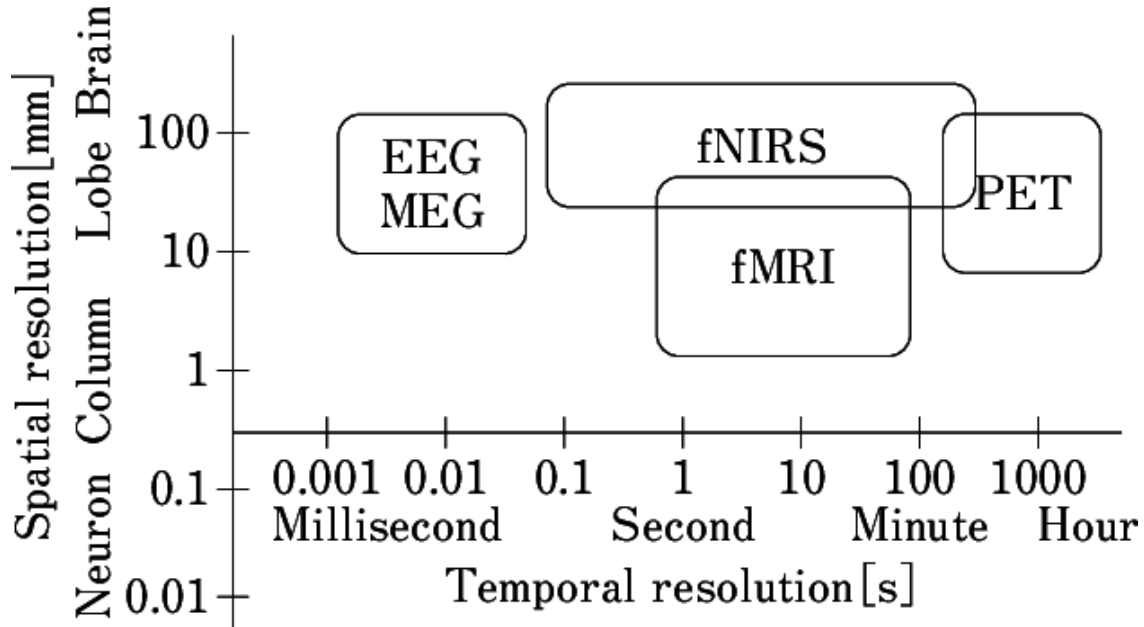 Spatial resolution[mm]
Neuron Column Lobe Brain
100
10
1
0.1
0.01
EEG
MEG
fNIRS
fMRI
PET
0.001 0.01 0.1 1 10 100 1000
Millisecond Second Minute Hour
Temporal resolution[s]